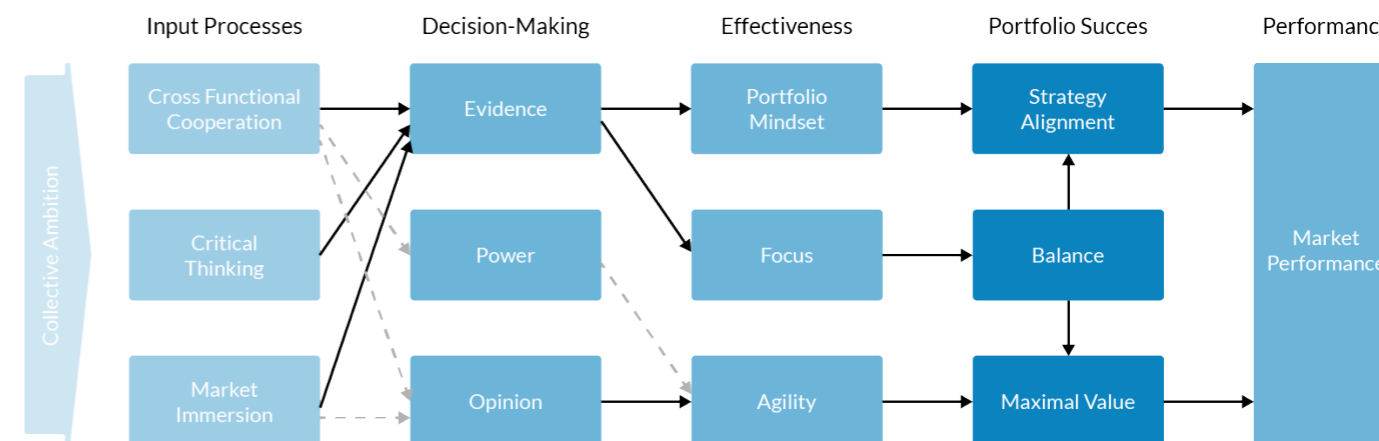 Input Processes
Decision-Making
Effectiveness
Portfolio Succes
Performanc
Collective Ambition
Cross Functional
Cooperation
Evidence
Portfolio
Mindset
Strategy
Alignment
Critical
Thinking
Power
Focus
Balance
Market
Performance
Market
Immersion
Opinion
Agility
Maximal Value